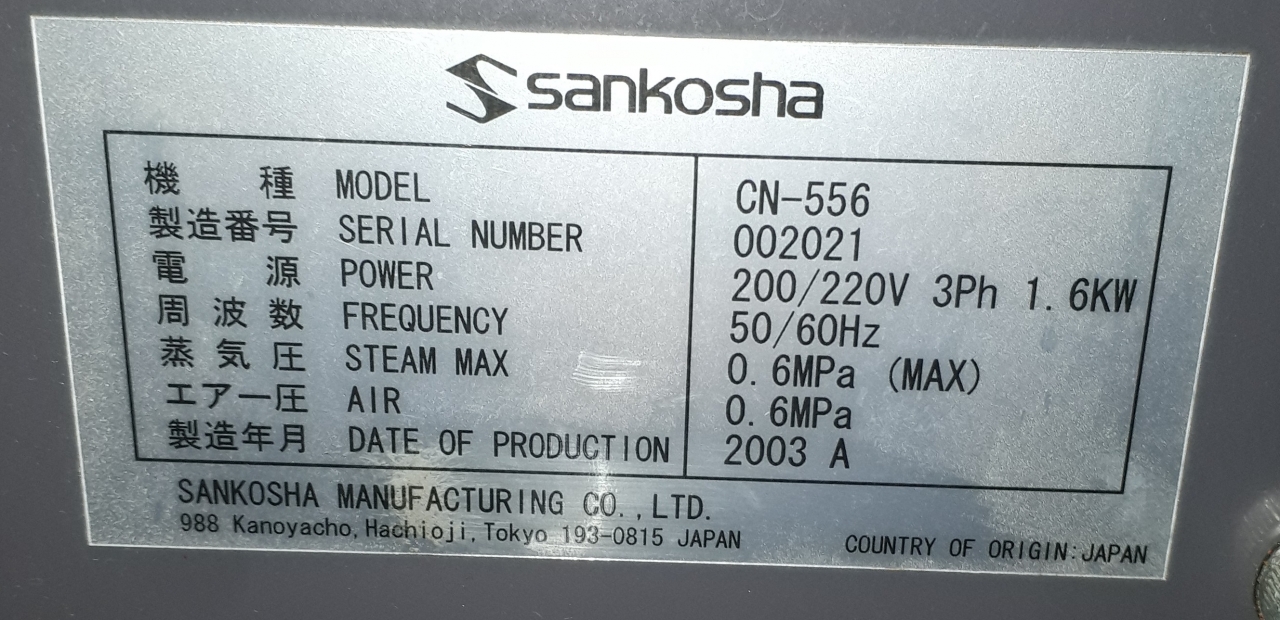 sankosha
機種 MODEL CN-556
製造番号 SERIAL NUMBER 002021
電源 POWER 200/220V 3Ph 1.6KW
周波数 FREQUENCY 50/60Hz
蒸気圧 STEAM MAX 0.6MPa (MAX)
エアー圧 AIR 0.6MPa
製造年月 DATE OF PRODUCTION 2003 A
SANKOSHA MANUFACTURING CO.,LTD.
988 Kanoyacho,Hachioji,Tokyo 193-0815 JAPAN
COUNTRY OF ORIGIN:JAPAN